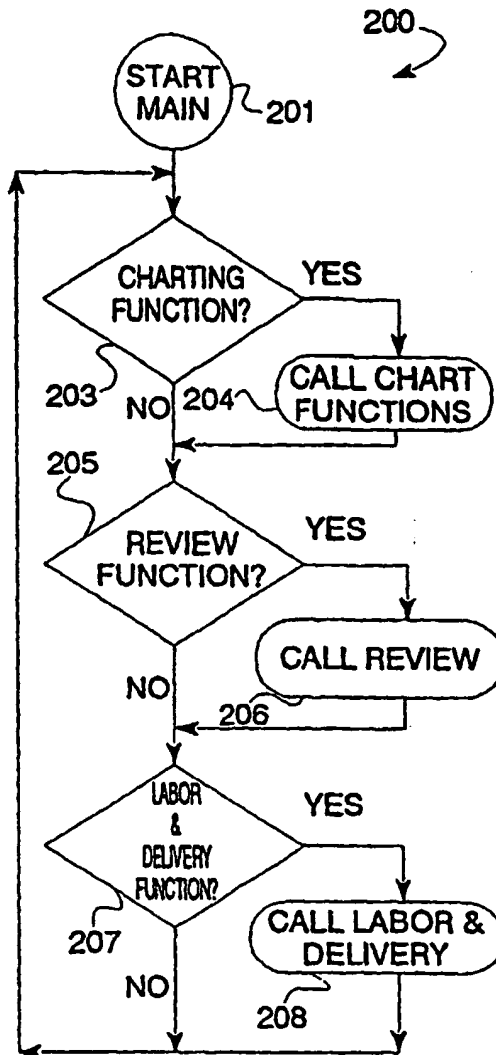 200
START
MAIN
201
CHARTING
FUNCTION?
YES
203
NO
204
CALL CHART
FUNCTIONS
205
REVIEW
FUNCTION?
YES
CALL REVIEW
NO
206
LABOR
&
DELIVERY
FUNCTION?
YES
207
CALL LABOR &
DELIVERY
NO
208